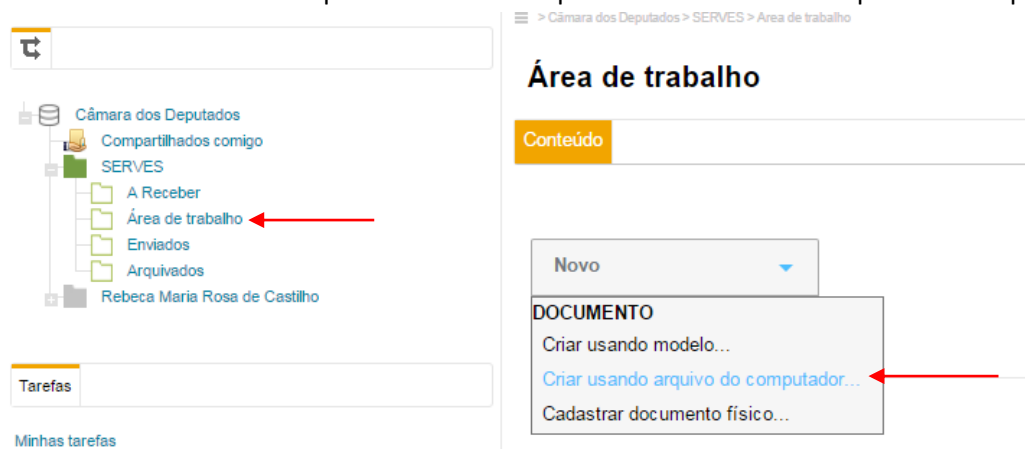 > Câmara dos Deputados > SERVES > Área de trabalho
Câmara dos Deputados
Compartilhados comigo
SERVES
A Receber
Área de trabalho
Enviados
Arquivados
Rebeca Maria Rosa de Castilho
Tarefas
Minhas tarefas
Área de trabalho
Conteúdo
Novo
DOCUMENTO
Criar usando modelo...
Criar usando arquivo do computador...
Cadastrar documento físico...